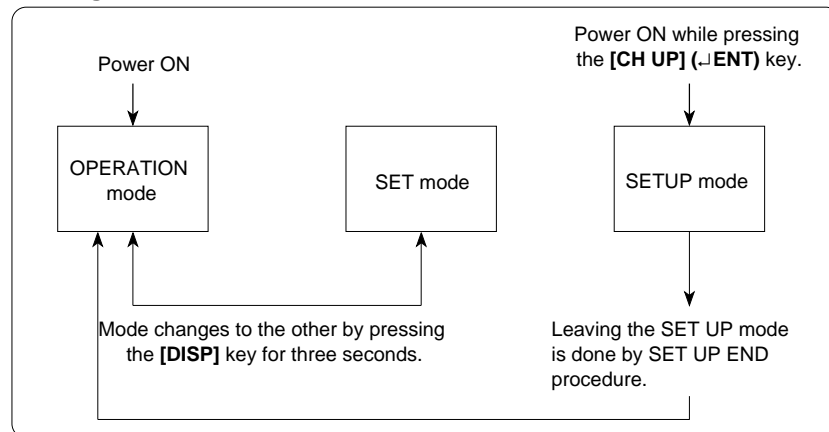 Power ON
Power ON while pressing
the [CH UP] (↵ENT) key.
OPERATION
mode
SET mode
SETUP mode
Mode changes to the other by pressing
the [DISP] key for three seconds.
Leaving the SET UP mode
is done by SET UP END
procedure.